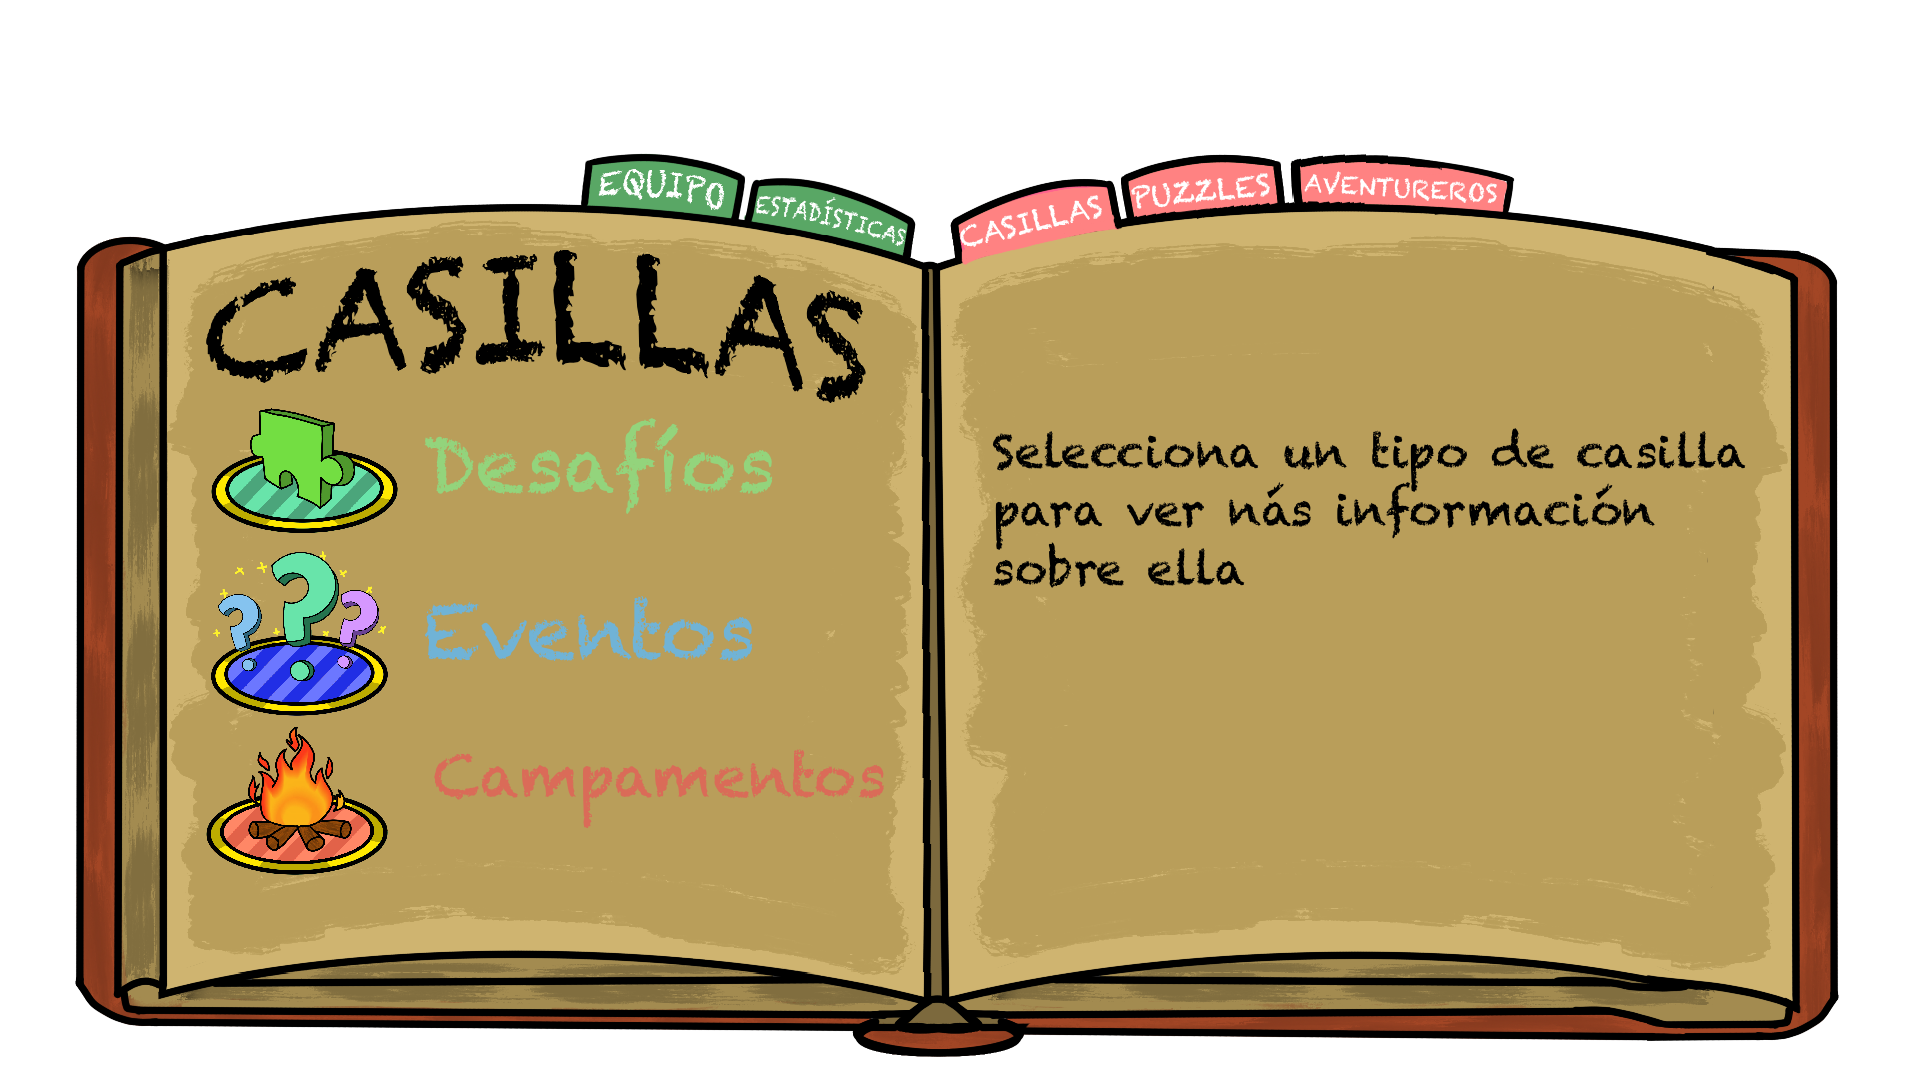 EQUIPO
ESTADÍSTICAS
CASILLAS
PUZZLES
AVENTUREROS
CASILLAS
Desafíos
Eventos
Campamentos
Selecciona un tipo de casilla
para ver nás información
sobre ella